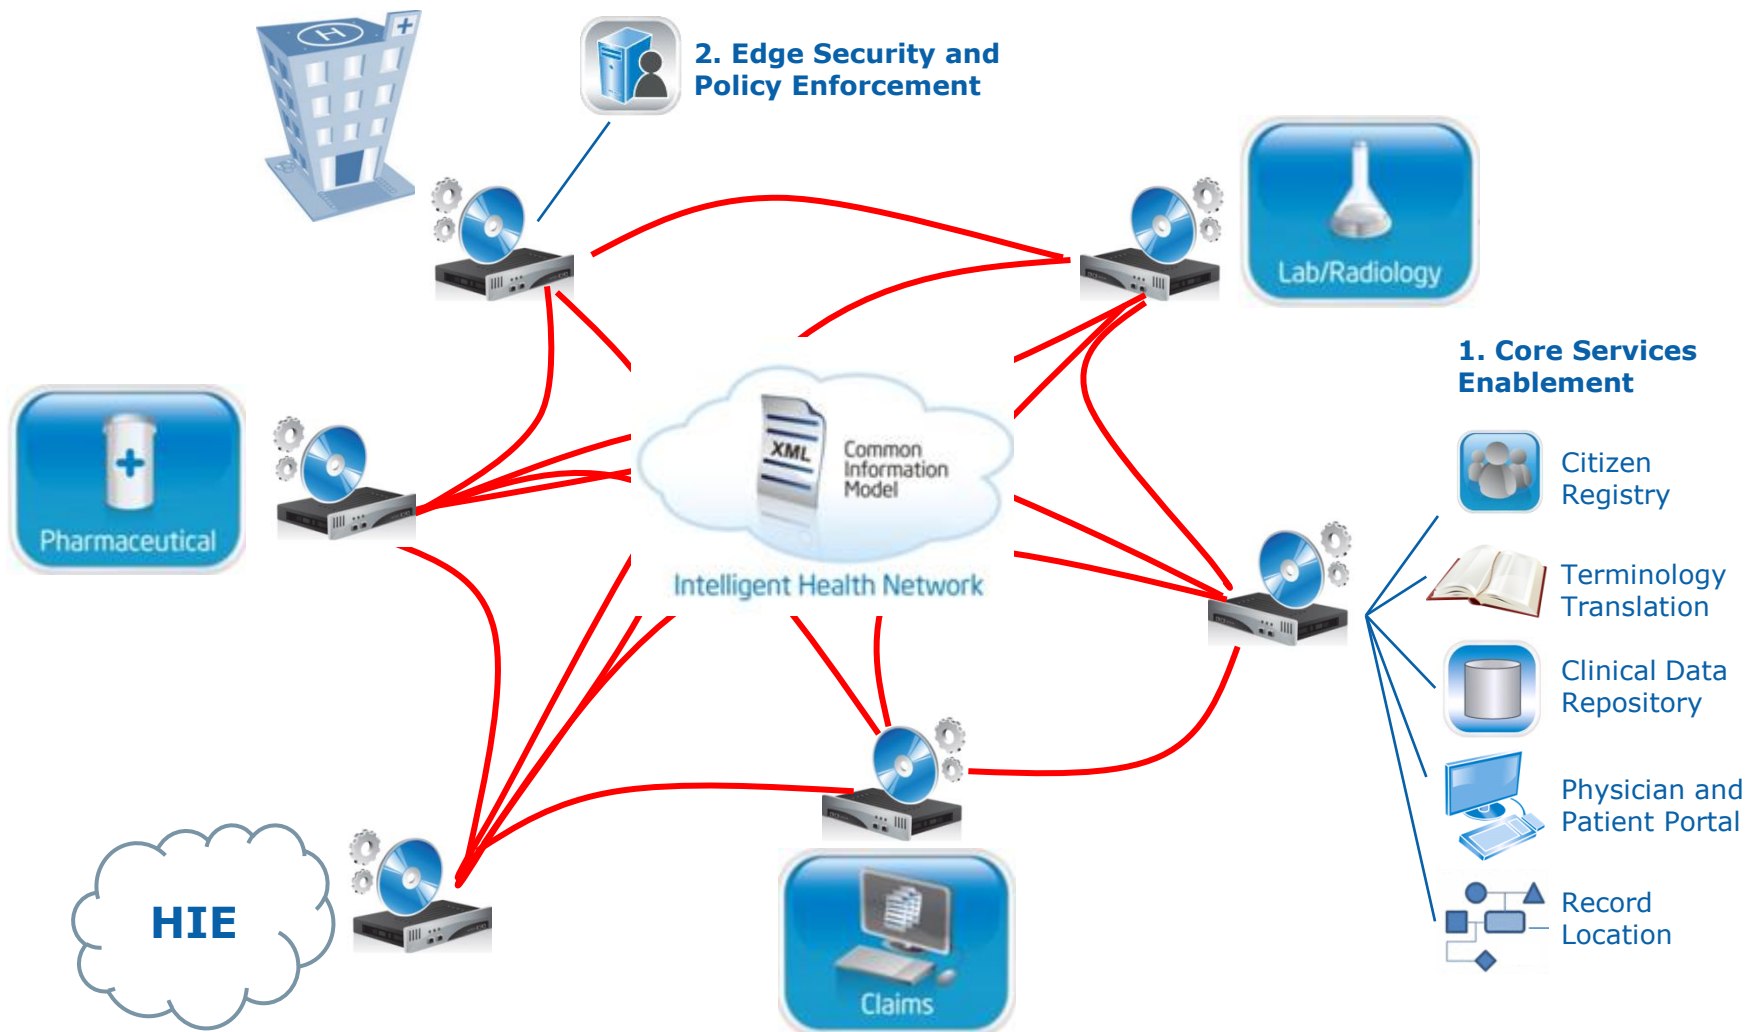 H
2. Edge Security and
Policy Enforcement
Lab/Radiology
1. Core Services
Enablement
XML
Common
Information
Model
Intelligent Health Network
Pharmaceutical
Citizen
Registry
Terminology
Translation
Clinical Data
Repository
Physician and
Patient Portal
Record
Location
HIE
Claims